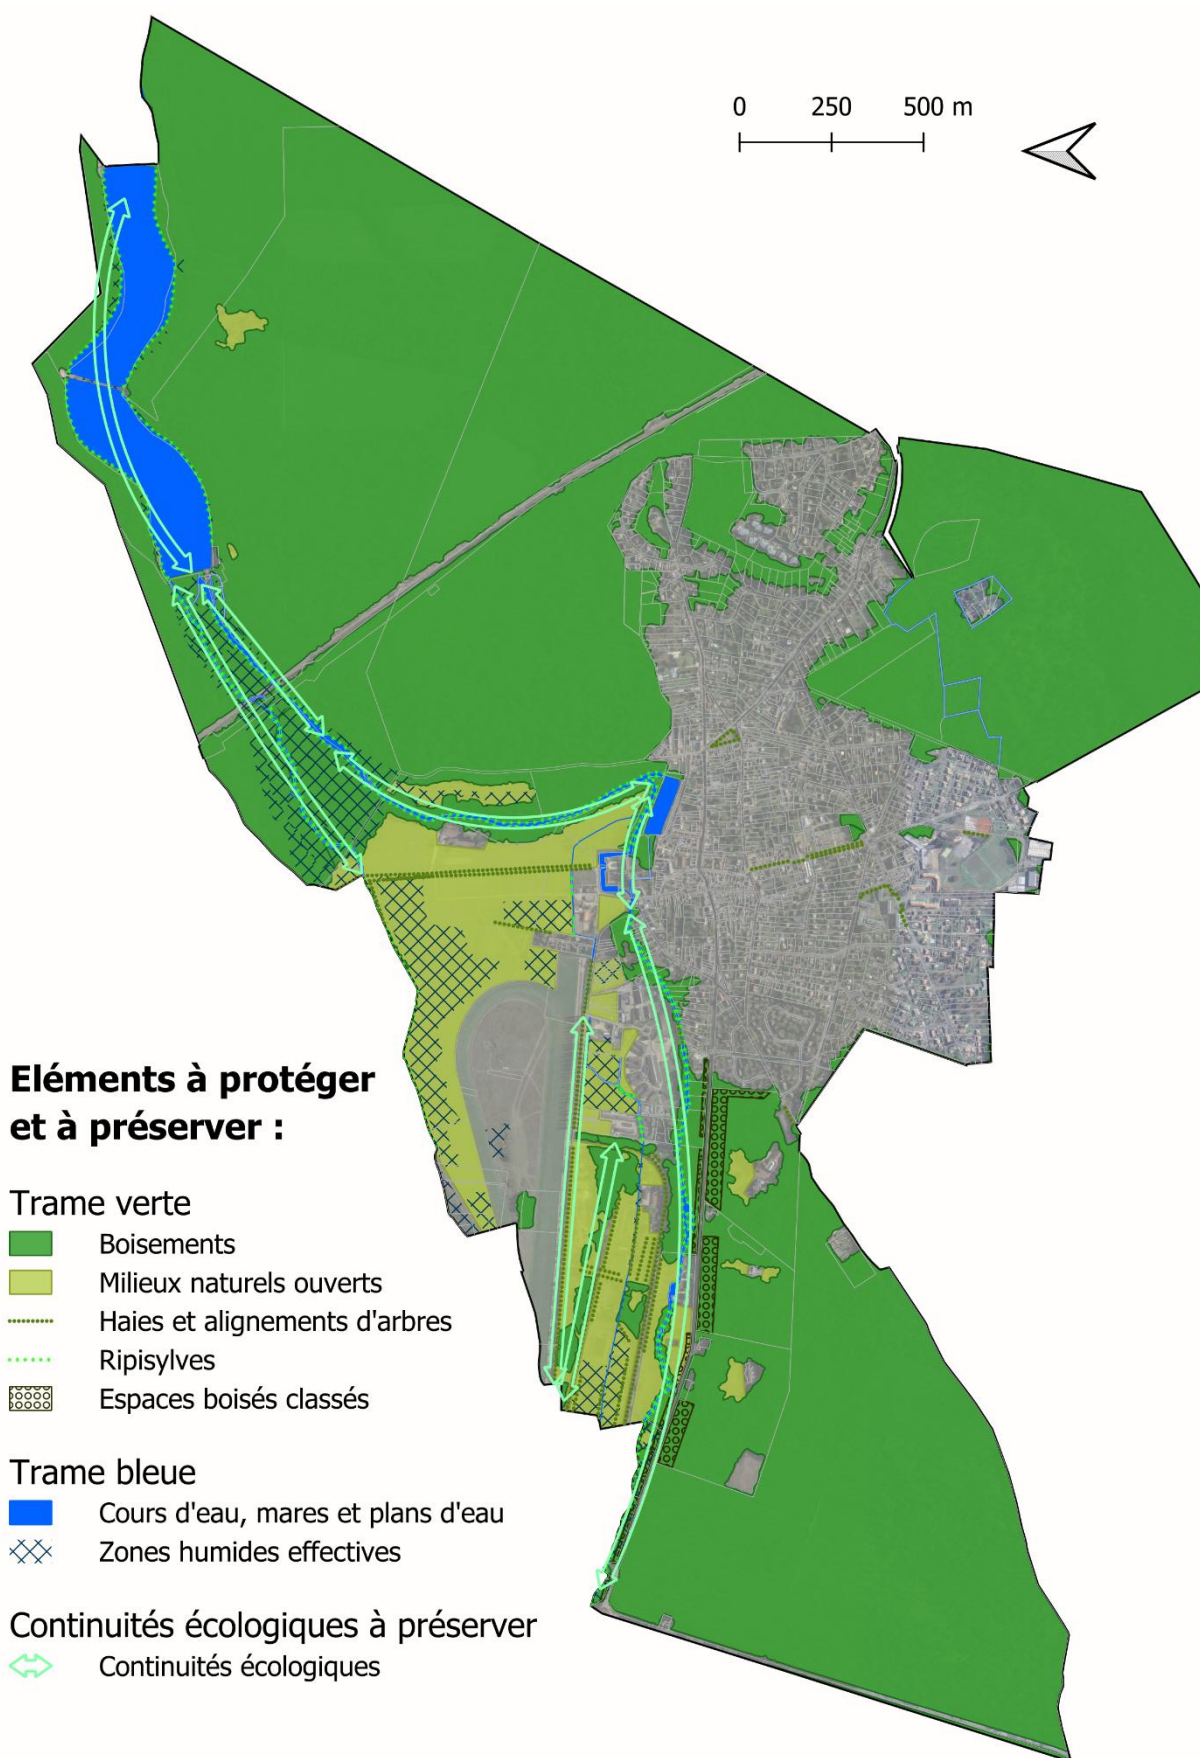 0 250 500 m
Eléments à protéger
et à préserver :
Trame verte
Boisements
Milieux naturels ouverts
Haies et alignements d'arbres
Ripisylves
Espaces boisés classés
Trame bleue
Cours d'eau, mares et plans d'eau
Zones humides effectives
Continuités écologiques à préserver
Continuités écologiques